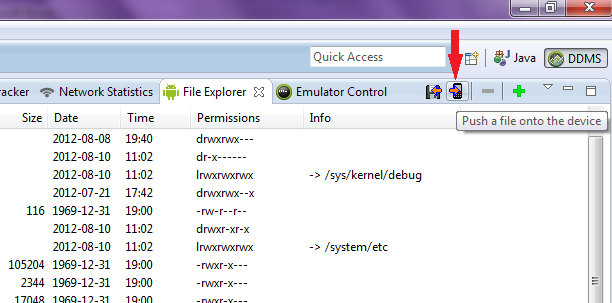 Quick Access
Java
DDMS
racker
Network Statistics
File Explorer
Emulator Control
Push a file onto the device
Size Date Time Permissions Info
2012-08-08 19:40 drwxrwx---
2012-08-10 11:02 dr-x------
2012-08-10 11:02 lrwxrwxrwx -> /sys/kernel/debug
2012-07-21 17:42 drwxrwx--x
116 1969-12-31 19:00 -rw-r--r--
2012-08-10 11:02 drwxr-xr-x
2012-08-10 11:02 lrwxrwxrwx -> /system/etc
105204 1969-12-31 19:00 -rwxr-x---
2344 1969-12-31 19:00 -rwxr-x---
17048 1969-12-31 19:00 -rwxr-x---